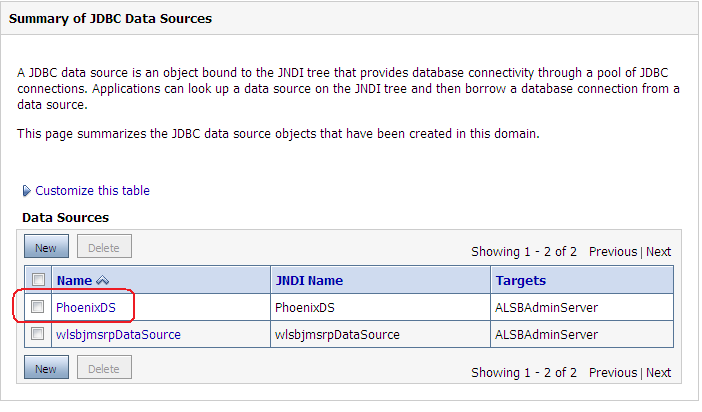 Summary of JDBC Data Sources
A JDBC data source is an object bound to the JNDI tree that provides database connectivity through a pool of JDBC
connections. Applications can look up a data source on the JNDI tree and then borrow a database connection from a
data source.
This page summarizes the JDBC data source objects that have been created in this domain.
Customize this table
Data Sources
New Delete Showing 1 - 2 of 2 Previous | Next
Name JNDI Name Targets
PhoenixDS PhoenixDS ALSBAdminServer
wlsbjmsrpDataSource wlsbjmsrpDataSource ALSBAdminServer
New Delete Showing 1 - 2 of 2 Previous | Next